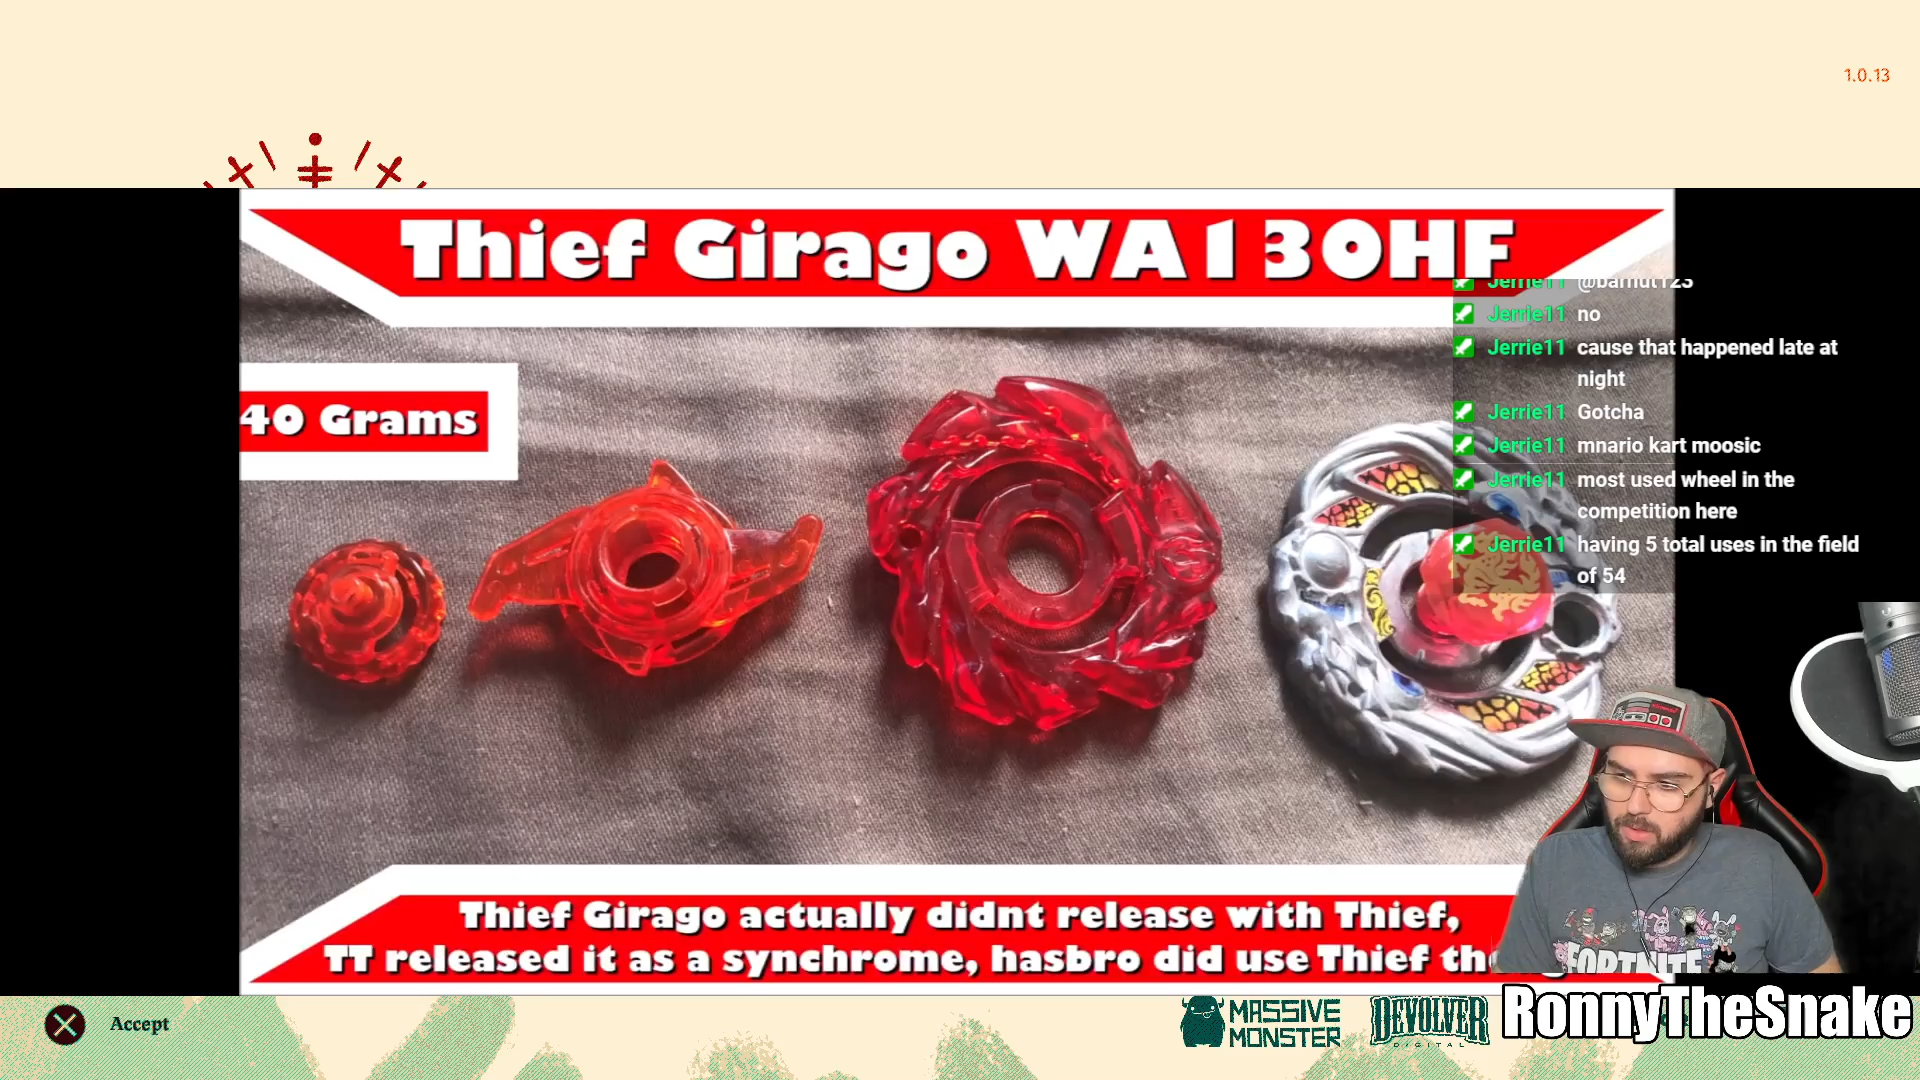 1.0.13
Thief Girago WA130HF
40 Grams
Jerrie11 @bamut123
Jerrie11 no
Jerrie11 cause that happened late at
night
Jerrie11 Gotcha
Jerrie11 mnario kart moosic
Jerrie11 most used wheel in the
competition here
Jerrie11 having 5 total uses in the field
of 54
Thief Girago actually didnt release with Thief,
TT released it as a synchrome, hasbro did use Thief
FORTNITE
Accept
MASSIVE
MONSTER
DEVOLVER
DIGITAL
RonnyTheSnake